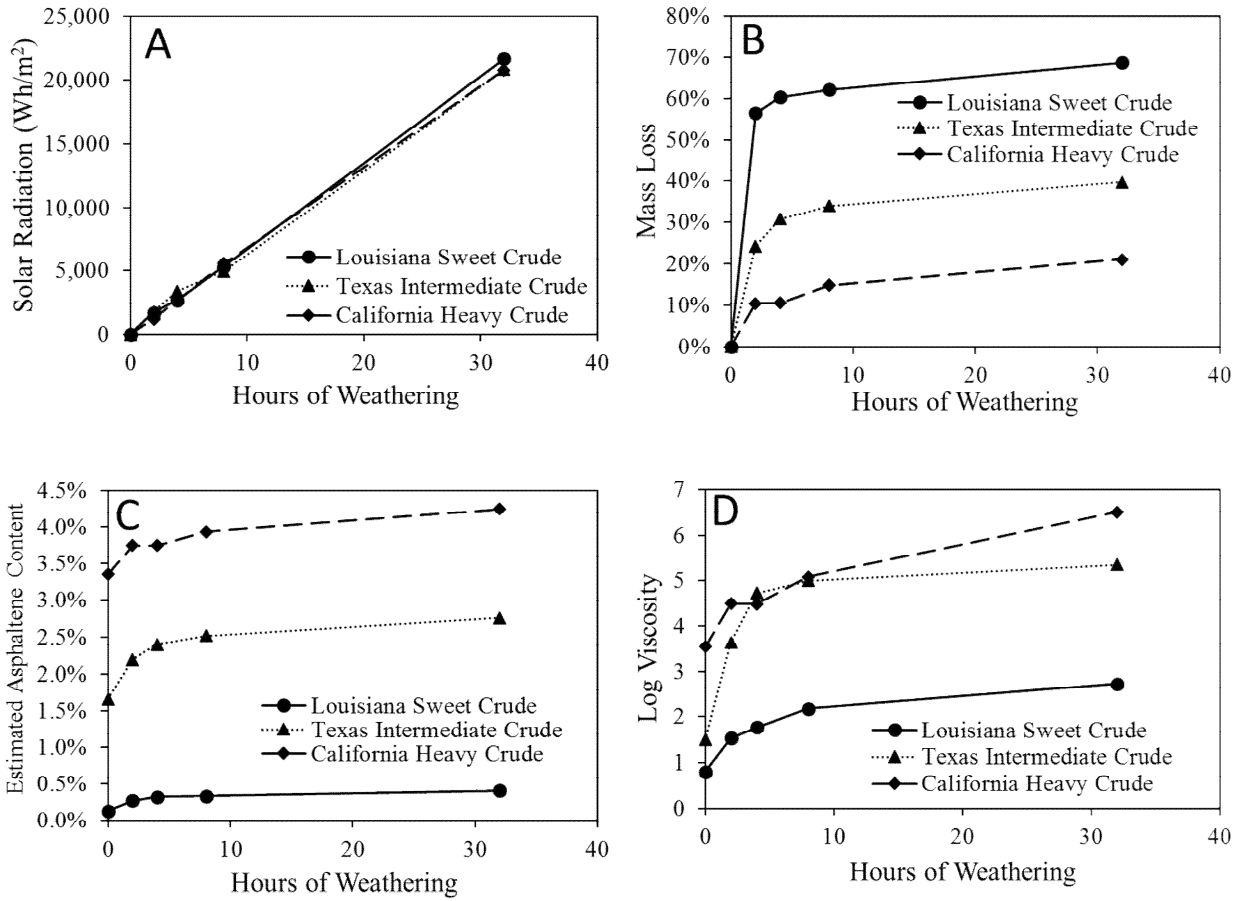 A
Solar Radiation (Wh/m²)
25,000
20,000
15,000
10,000
5,000
0
Louisiana Sweet Crude
Texas Intermediate Crude
California Heavy Crude
0 10 20 30 40
Hours of Weathering
B
Mass Loss
80%
70%
60%
50%
40%
30%
20%
10%
0%
Louisiana Sweet Crude
Texas Intermediate Crude
California Heavy Crude
0 10 20 30 40
Hours of Weathering
C
Estimated Asphaltene Content
4.5%
4.0%
3.5%
3.0%
2.5%
2.0%
1.5%
1.0%
0.5%
0.0%
Louisiana Sweet Crude
Texas Intermediate Crude
California Heavy Crude
0 10 20 30 40
Hours of Weathering
D
Log Viscosity
7
6
5
4
3
2
1
0
Louisiana Sweet Crude
Texas Intermediate Crude
California Heavy Crude
0 10 20 30 40
Hours of Weathering